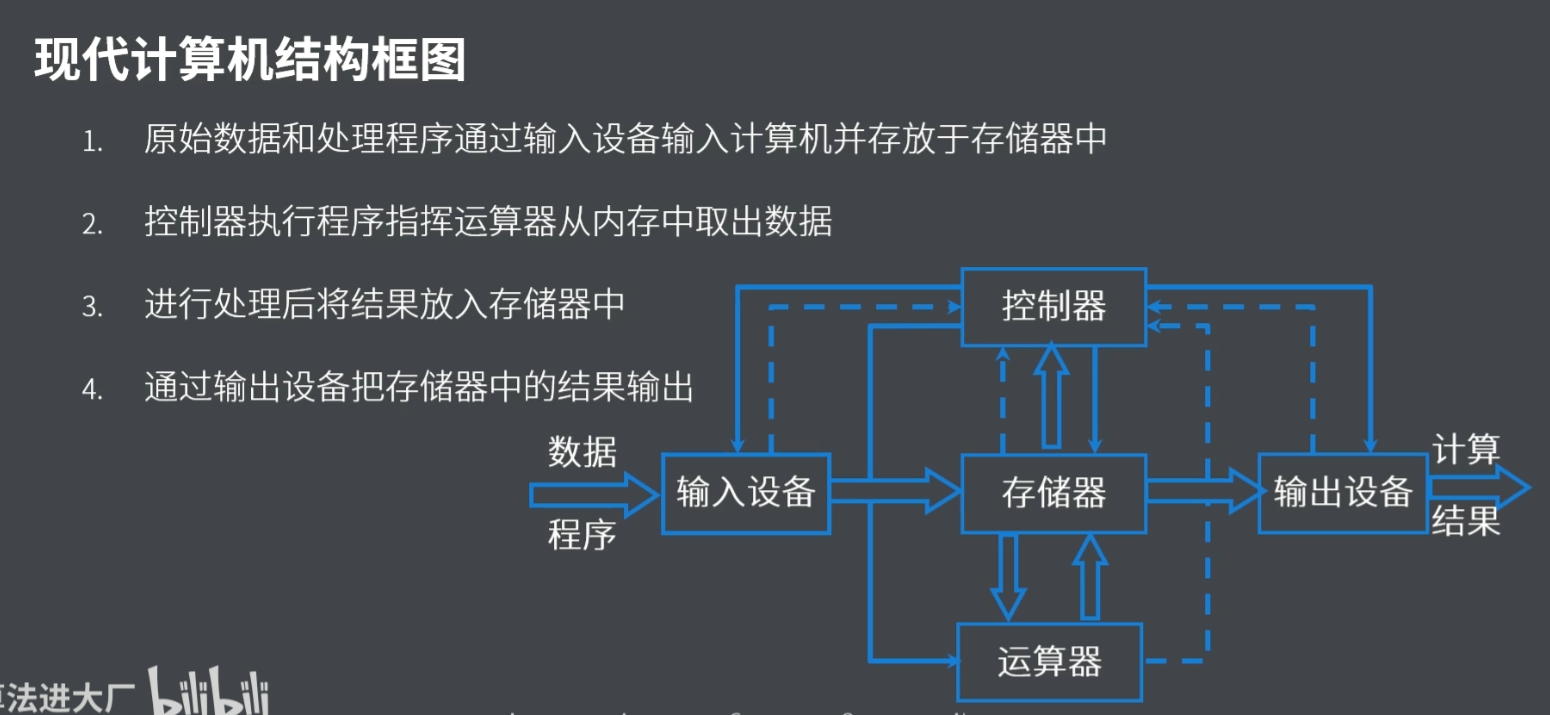 现代计算机结构框图
1. 原始数据和处理程序通过输入设备输入计算机并存放于存储器中
2. 控制器执行程序指挥运算器从内存中取出数据
3. 进行处理后将结果放入存储器中
4. 通过输出设备把存储器中的结果输出
控制器
数据
程序
输入设备
存储器
输出设备
计算
结果
运算器
算法进大厂 bilibili